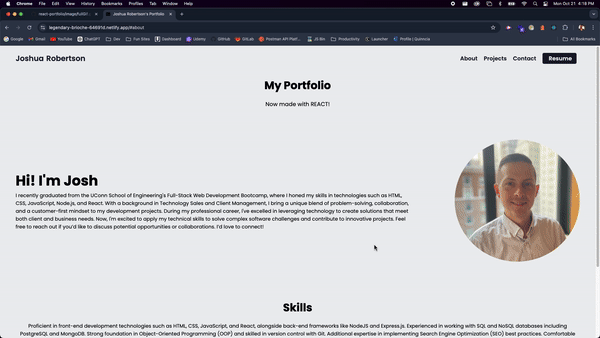 Chrome File Edit View History Bookmarks Profiles Tab Window Help
Mon Oct 21 4:18 PM
Joshua Robertson's Portfolio
Google Gmail YouTube ChatGPT Dev Fun Sites Dashboard Udemy GitHub GitLab Postman API Platf... JS Bin Productivity Launcher Profile | Quinncia All Bookmarks
Joshua Robertson
About Projects Contact Resume
My Portfolio
Now made with REACT!
Hi! I'm Josh
I recently graduated from the UConn School of Engineering's Full-Stack Web Development Bootcamp, where I honed my skills in technologies such as HTML,
CSS, JavaScript, Node.js, and React. With a background in Technology Sales and Client Management, I bring a unique blend of problem-solving, collaboration,
and a customer-first mindset to my development projects. During my professional career, I've excelled in leveraging technology to create solutions that meet
both client and business needs. Now, I'm excited to apply my technical skills to solve complex software challenges and contribute to innovative projects. Feel
free to reach out if you'd like to discuss potential opportunities or collaborations. I'd love to connect!
Skills
Proficient in front-end development technologies such as HTML, CSS, JavaScript, and React, alongside back-end frameworks like NodeJS and Express.js. Experienced in working with SQL and NoSQL databases including
PostgreSQL and MongoDB. Strong foundation in Object-Oriented Programming (OOP) and skilled in version control with Git. Additional expertise in implementing Search Engine Optimization (SEO) best practices. Comfortable